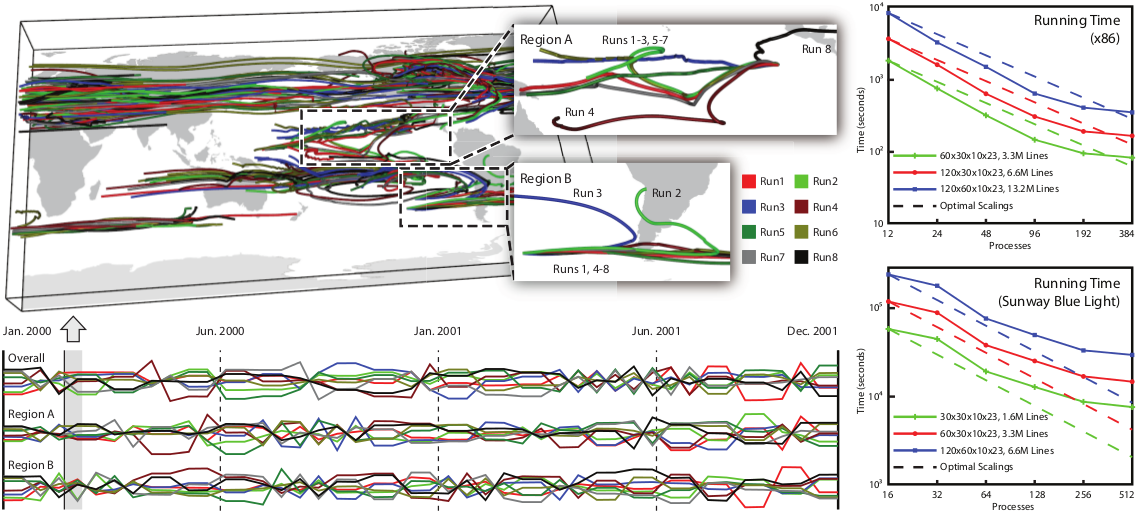 Region A
Runs 1-3, 5-7
Run 8
Run 4
Region B
Run 3
Run 2
Runs 1, 4-8
Run1
Run2
Run3
Run4
Run5
Run6
Run7
Run8
Jan. 2000
Jun. 2000
Jan. 2001
Jun. 2001
Dec. 2001
Overall
Region A
Region B
Running Time
(x86)
Time (seconds)
10⁴
10³
10²
10
60x30x10x23, 3.3M Lines
120x30x10x23, 6.6M Lines
120x60x10x23, 13.2M Lines
Optimal Scalings
12 24 48 96 192 384
Processes
Running Time
(Sunway Blue Light)
Time (seconds)
10⁵
10⁴
10³
30x30x10x23, 1.6M Lines
60x30x10x23, 3.3M Lines
120x60x10x23, 6.6M Lines
Optimal Scalings
16 32 64 128 256 512
Processes